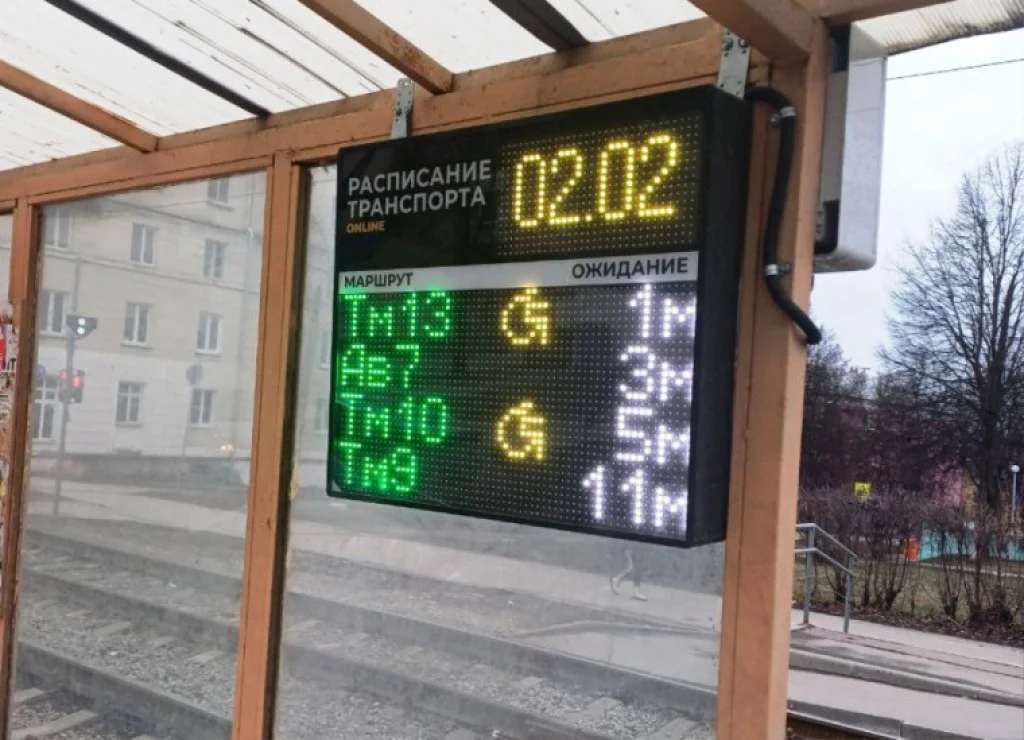 РАСПИСАНИЕ
ТРАНСПОРТА
ONLINE
02.02
МАРШРУТ ОЖИДАНИЕ
Тм13 1м
Ав7 3м
Тм10 5м
Тм9 11м